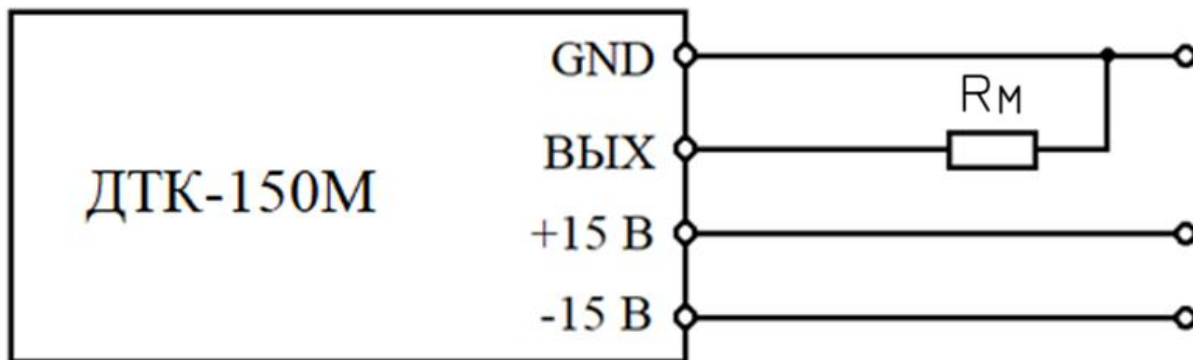 GND
Rм
ВЫХ
ДТК-150М
+15 В
-15 В